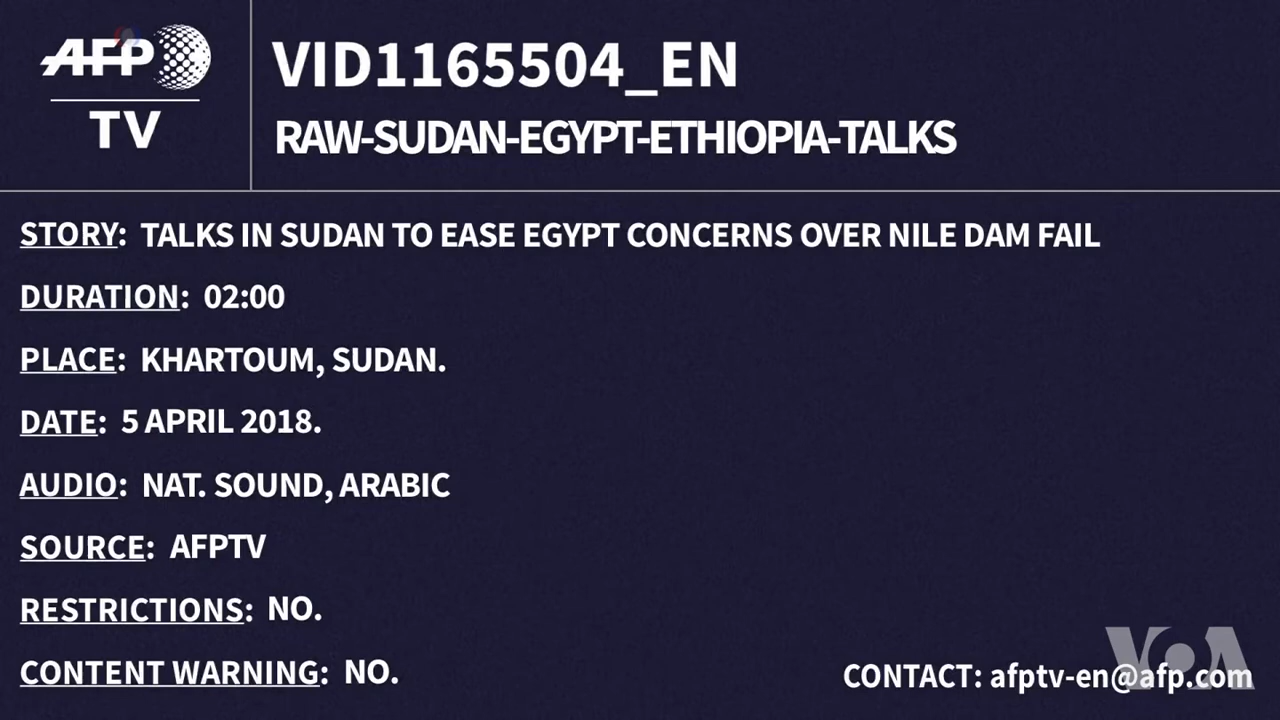 AFP
TV
VID1165504_EN
RAW-SUDAN-EGYPT-ETHIOPIA-TALKS
STORY: TALKS IN SUDAN TO EASE EGYPT CONCERNS OVER NILE DAM FAIL
DURATION: 02:00
PLACE: KHARTOUM, SUDAN.
DATE: 5 APRIL 2018.
AUDIO: NAT. SOUND, ARABIC
SOURCE: AFPTV
RESTRICTIONS: NO.
CONTENT WARNING: NO.
CONTACT: afptv-en@afp.com
VOA